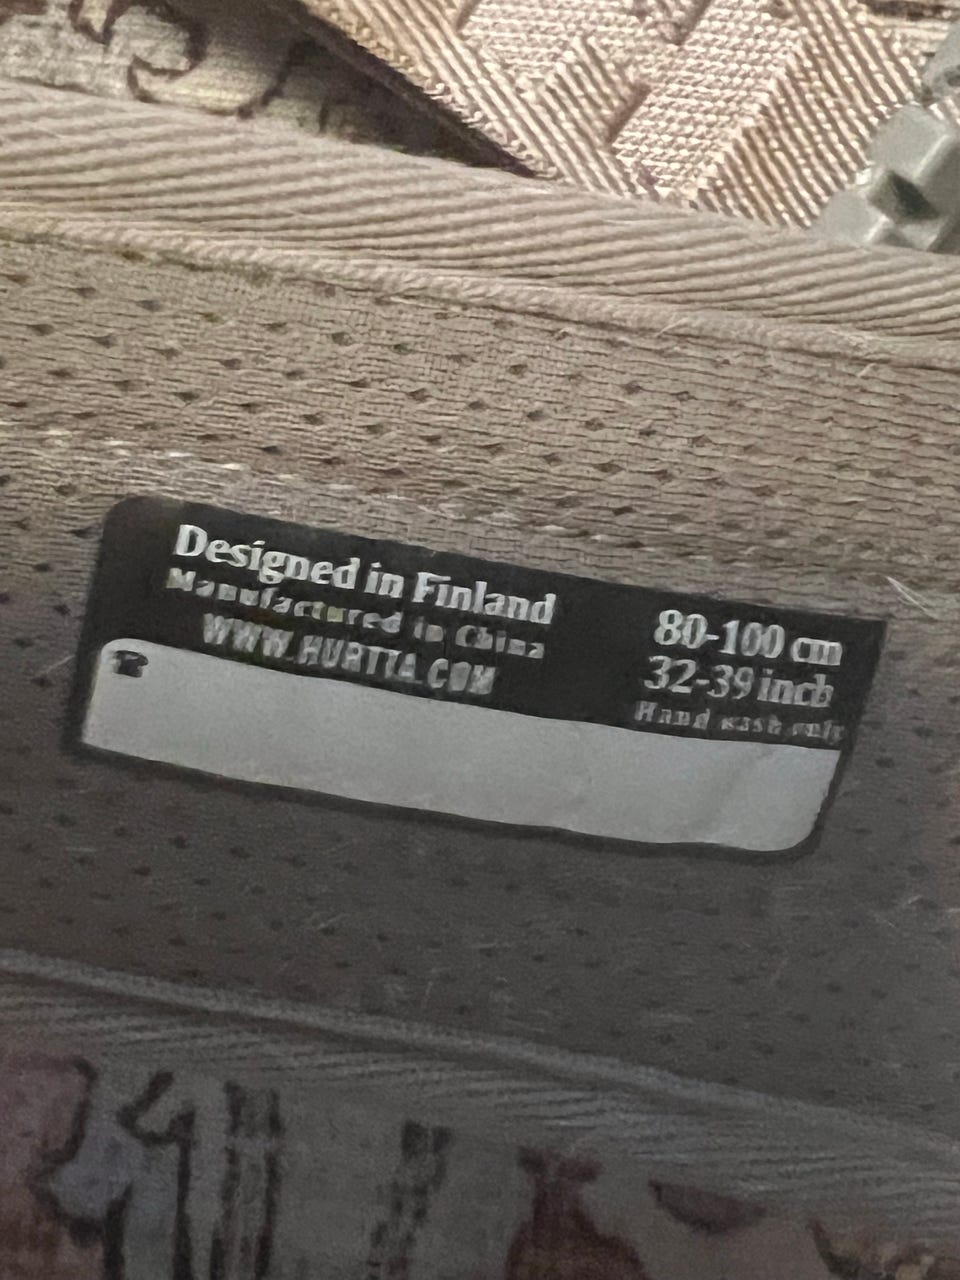 Designed in Finland
Manufactured in China
WWW.HURTTA.COM
80-100 cm
32-39 inch
Hand wash only